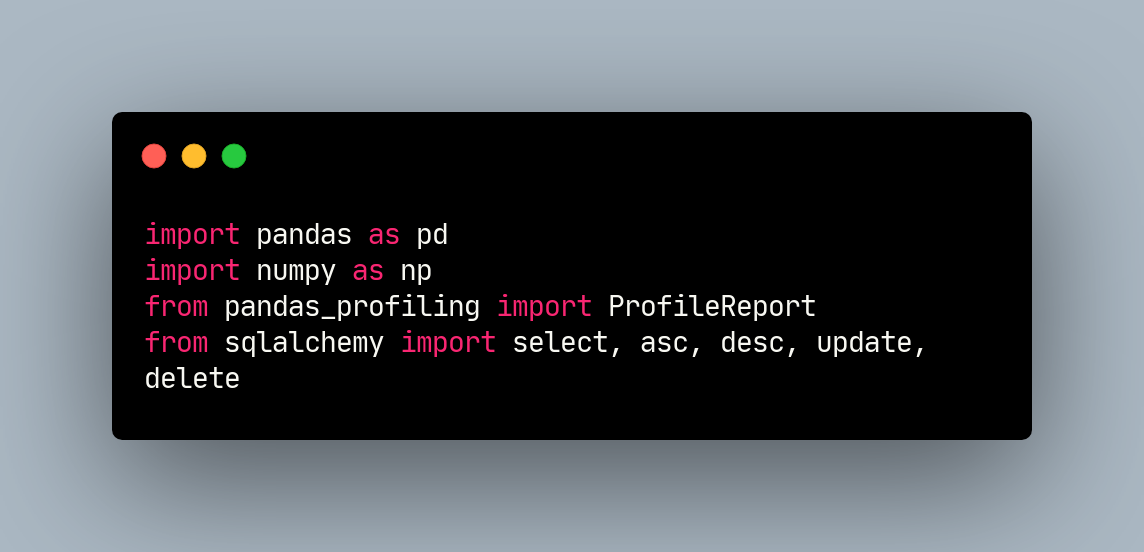 import pandas as pd
import numpy as np
from pandas_profiling import ProfileReport
from sqlalchemy import select, asc, desc, update,
delete